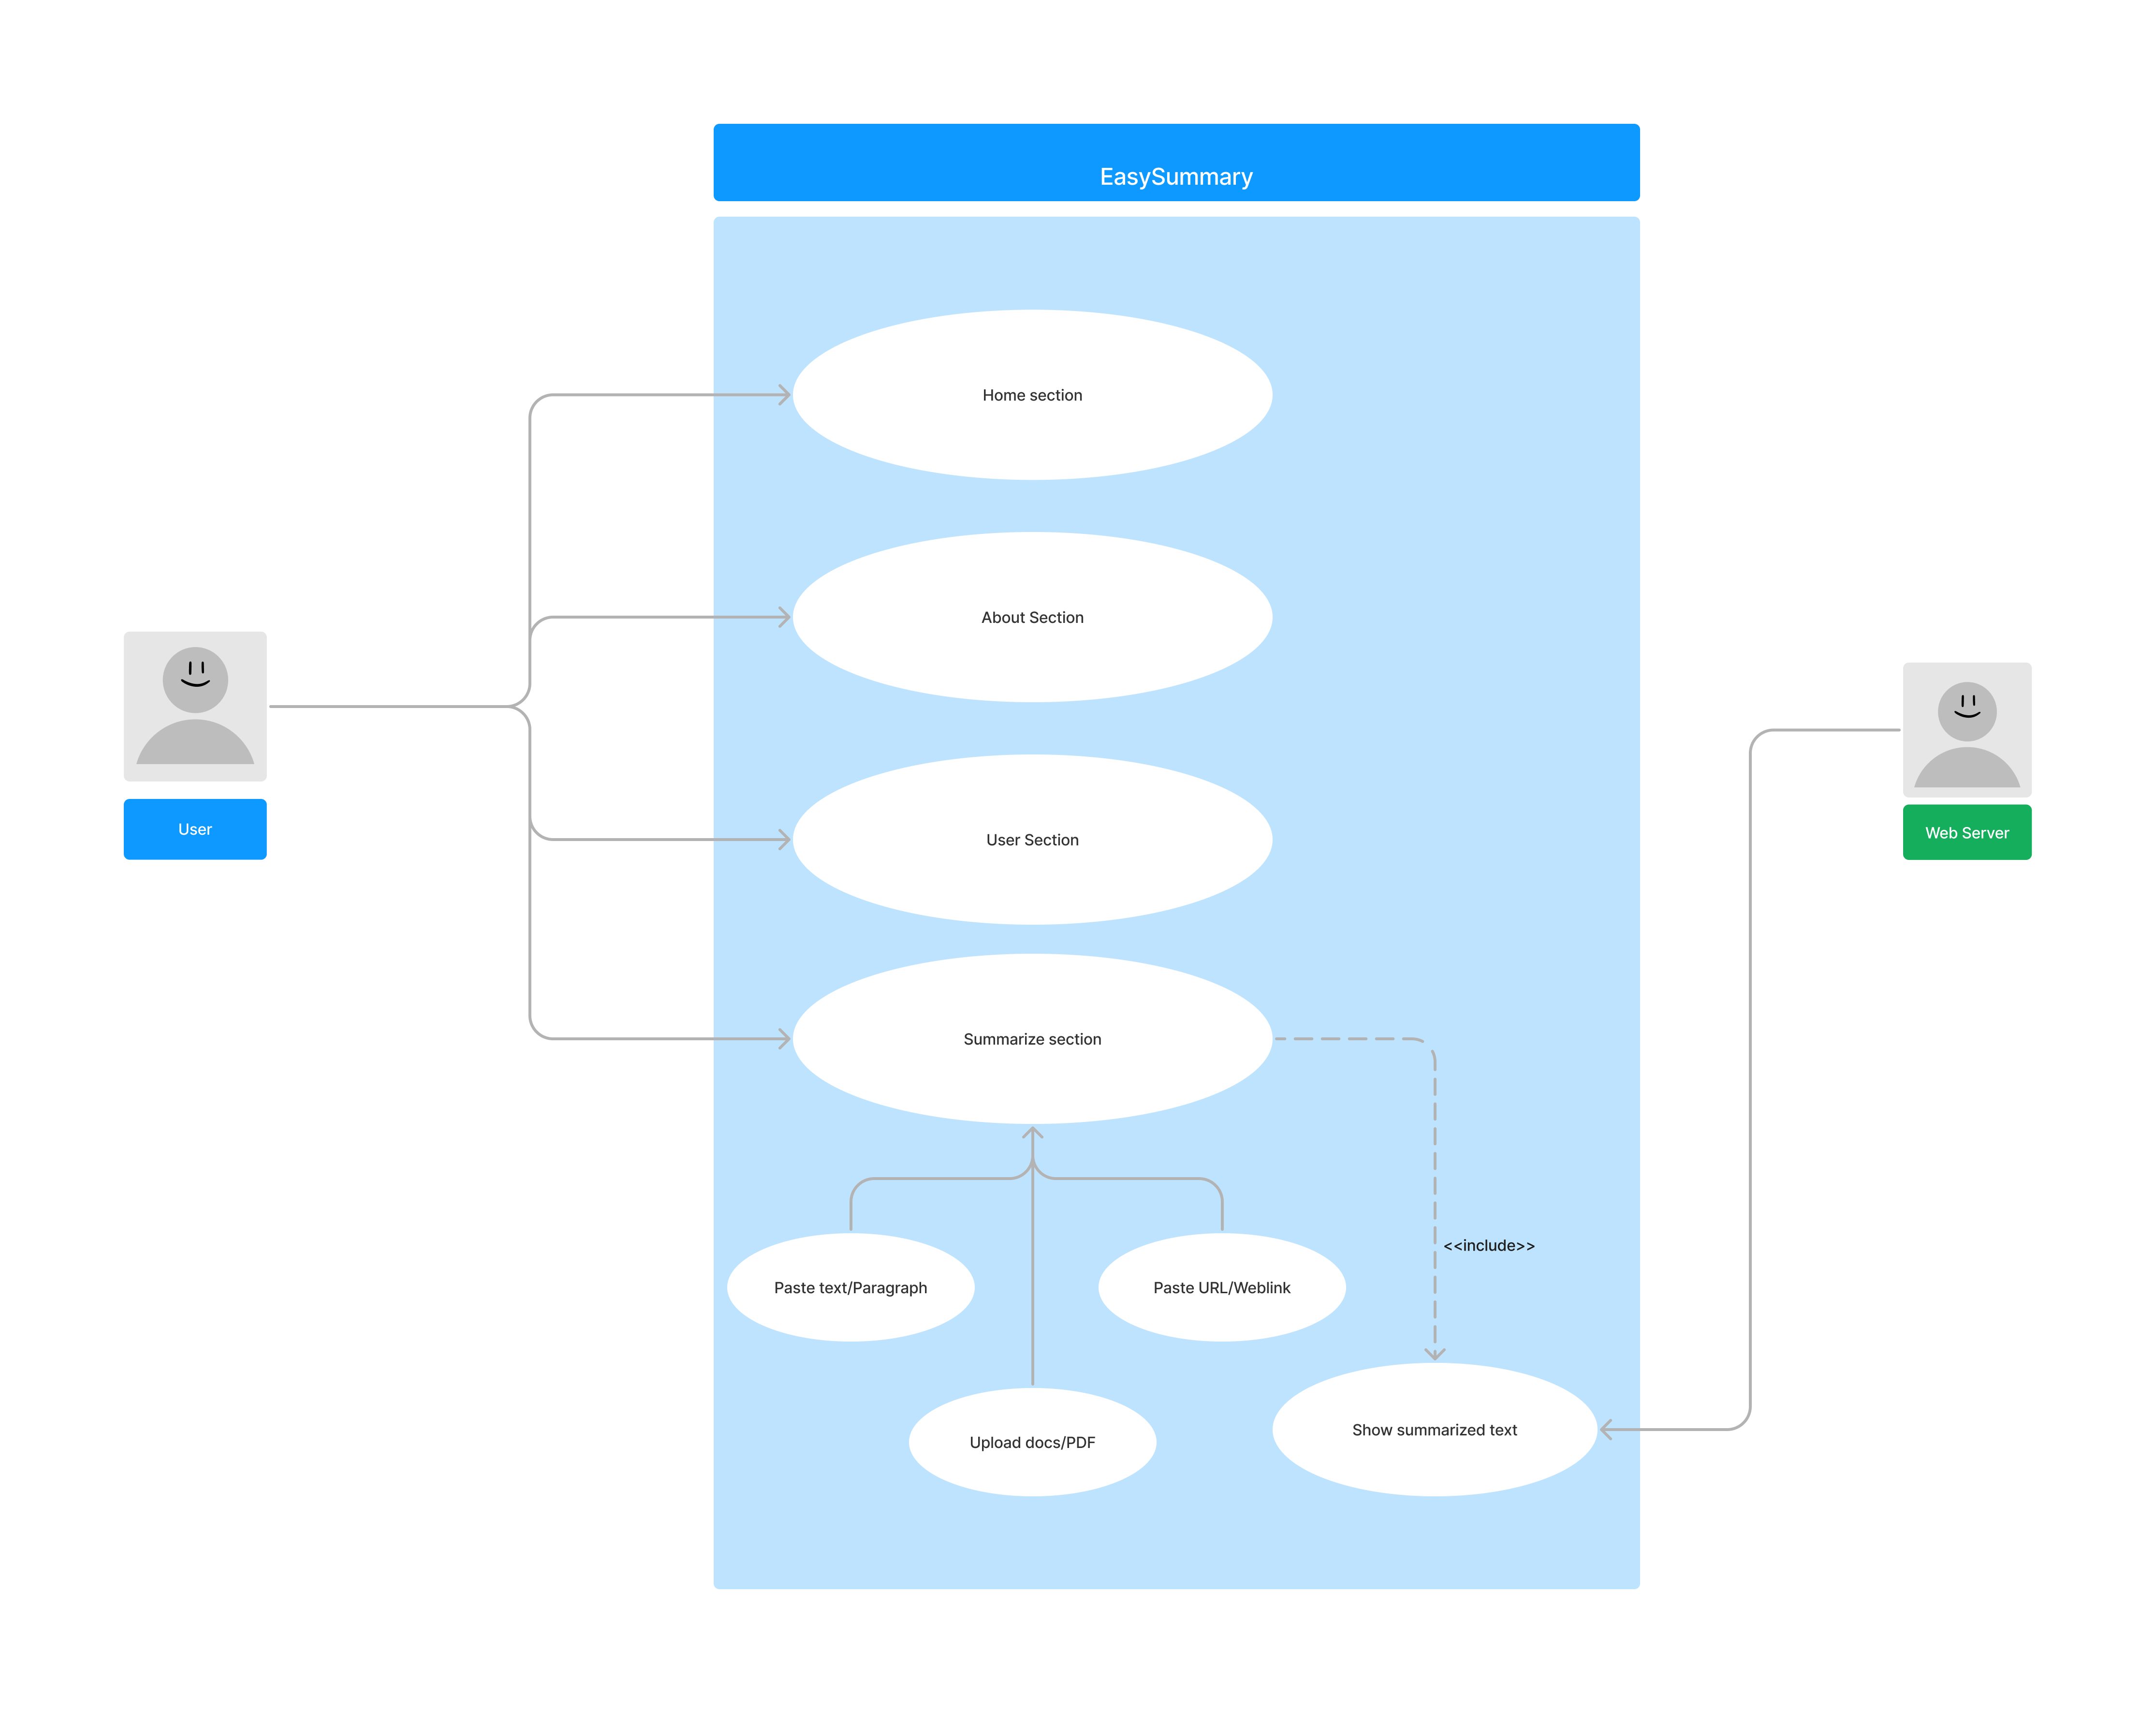 EasySummary
Home section
About Section
User Section
User
Web Server
Summarize section
<<include>>
Paste text/Paragraph
Paste URL/Weblink
Show summarized text
Upload docs/PDF